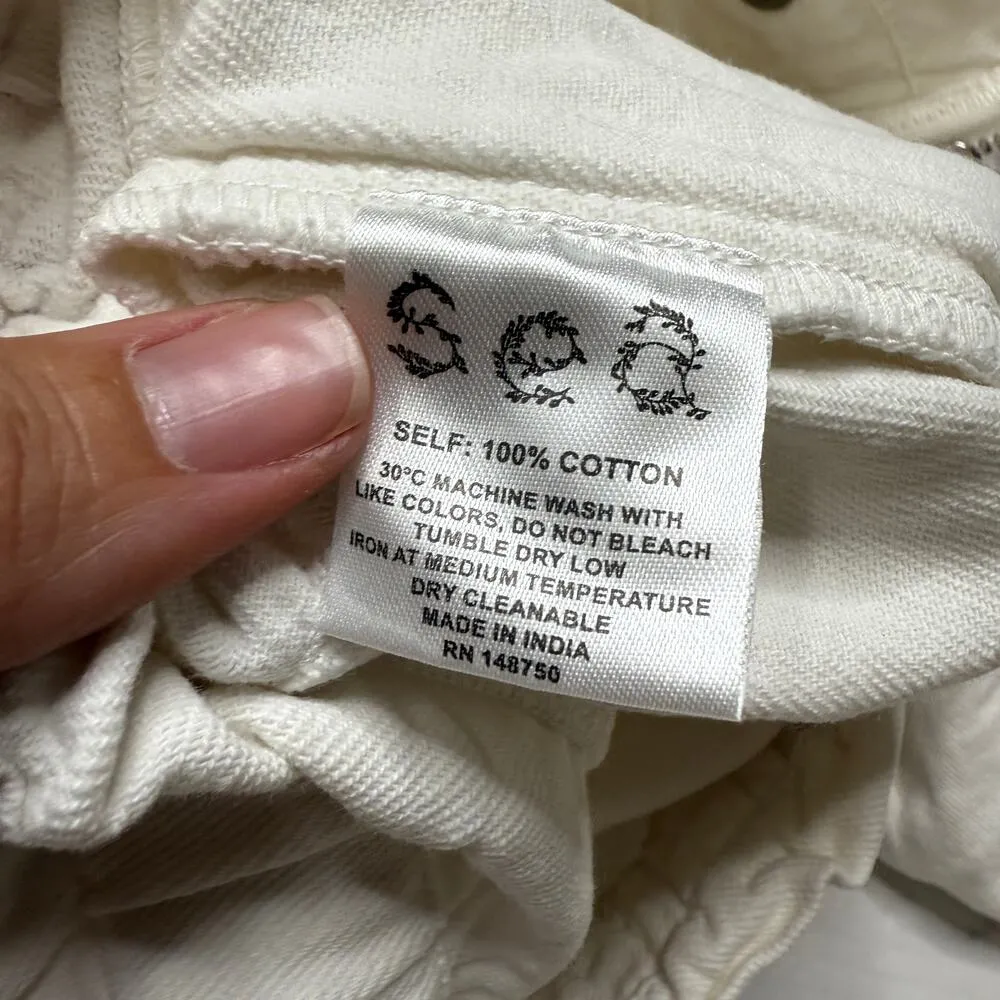 SELF: 100% COTTON
30°C MACHINE WASH WITH
LIKE COLORS, DO NOT BLEACH
TUMBLE DRY LOW
IRON AT MEDIUM TEMPERATURE
DRY CLEANABLE
MADE IN INDIA
RN 148750